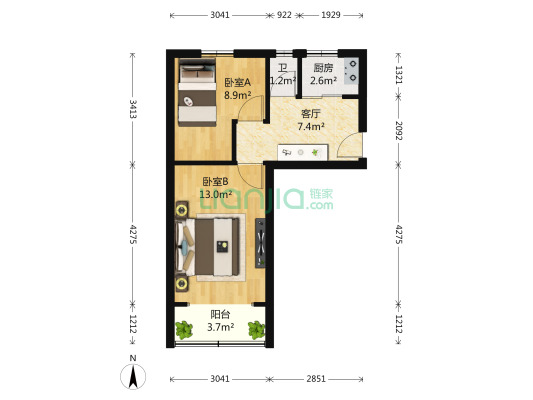 3041 922 1929
卧室A
8.9m²
卫
1.2m²
厨房
2.6m²
客厅
7.4m²
3413
1321
2092
卧室B
13.0m²
Lianjia 链家
.com
4275
4275
阳台
3.7m²
1212
1212
N
3041 2851